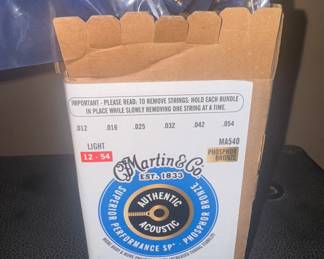 IMPORTANT - PLEASE READ: TO REMOVE STRINGS, HOLD EACH BUNDLE
IN PLACE WHILE SLOWLY REMOVING ONE STRING AT A TIME.
.012 .016 .025 .032 .042 .054
LIGHT MA540
12 - 54 PHOSPHOR BRONZE
Martin & Co
EST. 1833
AUTHENTIC
ACOUSTIC
SUPERIOR PERFORMANCE SP · PHOSPHOR BRONZE